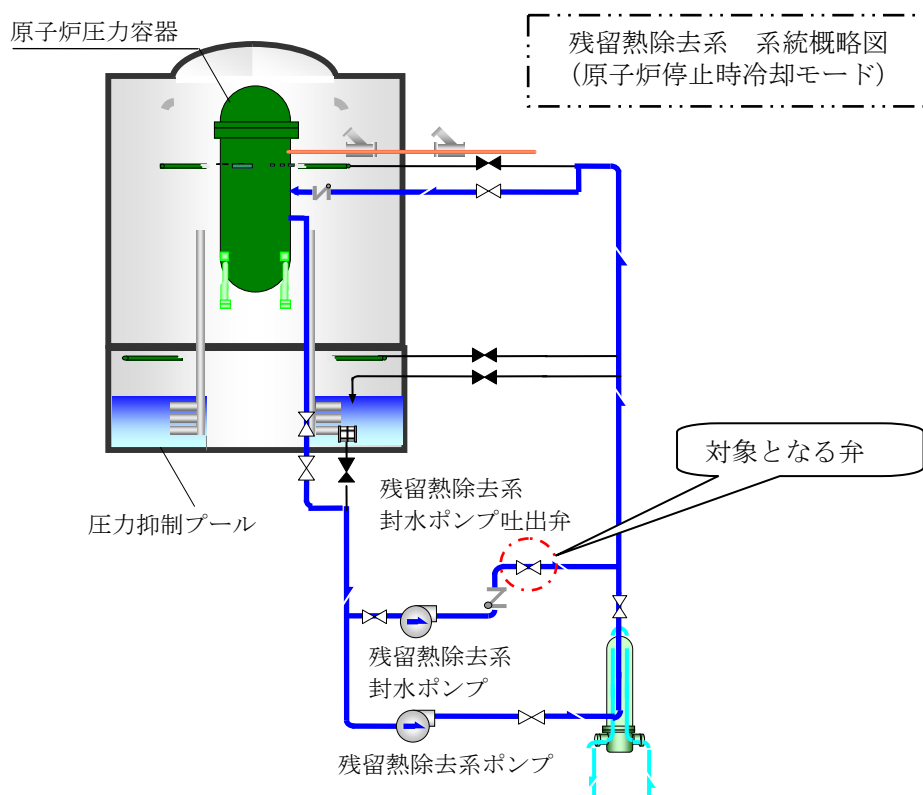 原子炉圧力容器
残留熱除去系　系統概略図
（原子炉停止時冷却モード）
対象となる弁
残留熱除去系
封水ポンプ吐出弁
圧力抑制プール
残留熱除去系
封水ポンプ
残留熱除去系ポンプ